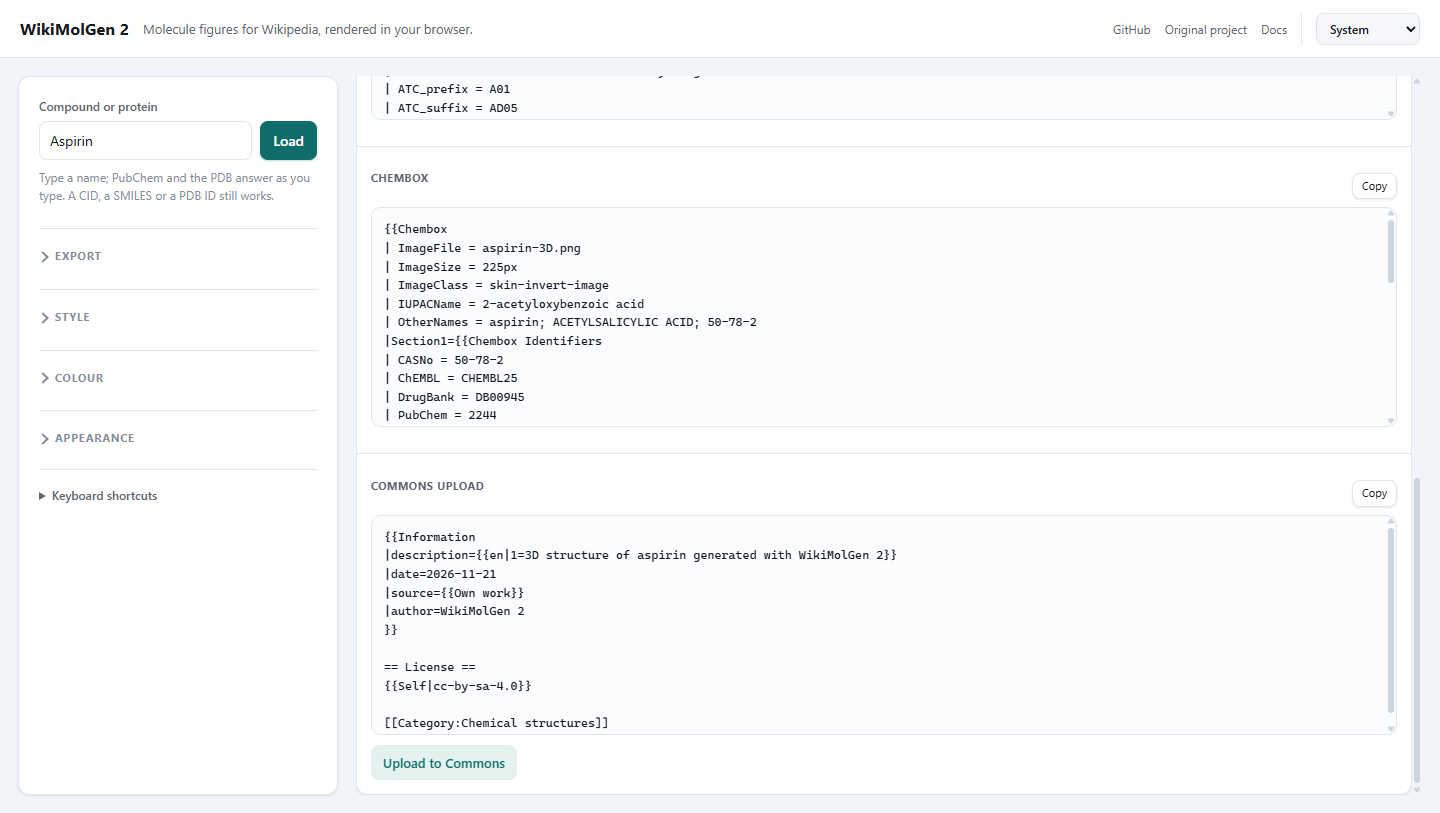 WikiMolGen 2
Molecule figures for Wikipedia, rendered in your browser.
GitHub
Original project
Docs
System
Compound or protein
Aspirin
Load
Type a name; PubChem and the PDB answer as you
type. A CID, a SMILES or a PDB ID still works.
EXPORT
STYLE
COLOUR
APPEARANCE
Keyboard shortcuts
| ATC_prefix = A01
| ATC_suffix = AD05
CHEMBOX
Copy
{{Chembox
| ImageFile = aspirin-3D.png
| ImageSize = 225px
| ImageClass = skin-invert-image
| IUPACName = 2-acetyloxybenzoic acid
| OtherNames = aspirin; ACETYLSALICYLIC ACID; 50-78-2
|Section1={{Chembox Identifiers
| CASNo = 50-78-2
| ChEMBL = CHEMBL25
| DrugBank = DB00945
| PubChem = 2244
COMMONS UPLOAD
Copy
{{Information
|description={{en|1=3D structure of aspirin generated with WikiMolGen 2}}
|date=2026-11-21
|source={{Own work}}
|author=WikiMolGen 2
}}
== License ==
{{Self|cc-by-sa-4.0}}
[[Category:Chemical structures]]
Upload to Commons